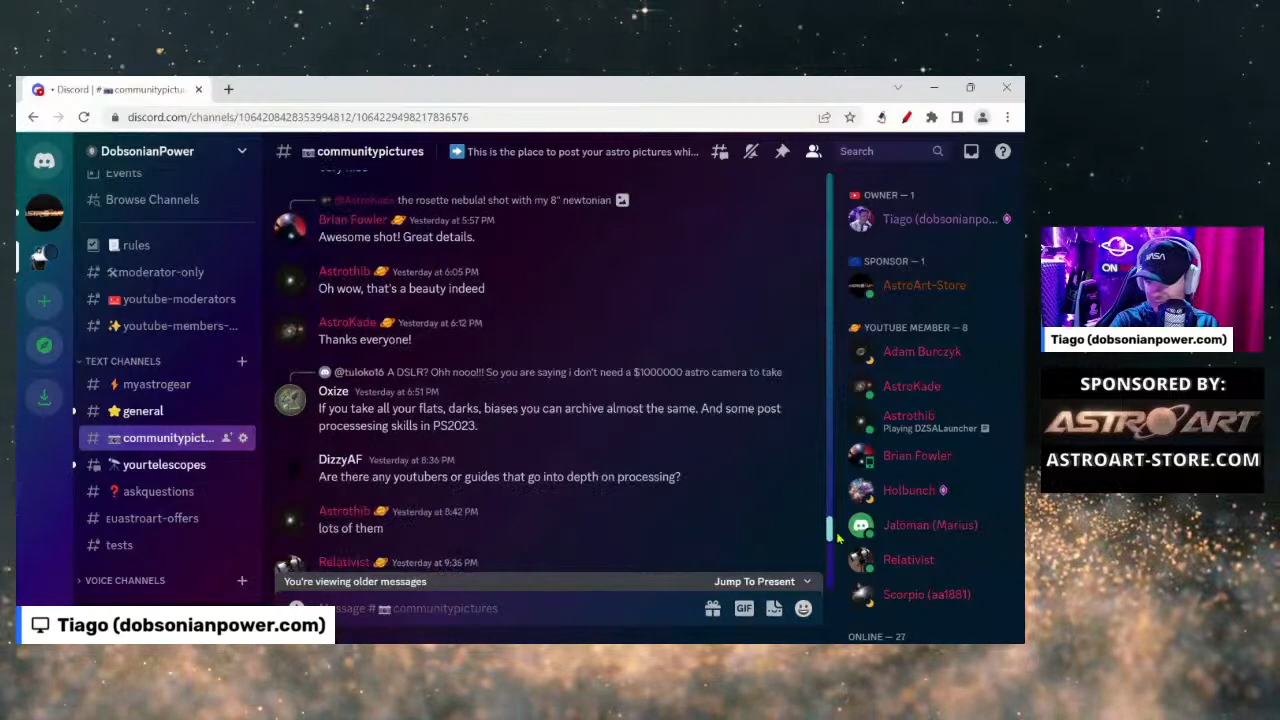 • Discord | # 📷 communitypictu
discord.com/channels/1064208428353994812/1064229498217836576
DobsonianPower
# 📷 communitypictures
➡️ This is the place to post your astro pictures whi...
Search
Events
Browse Channels
rules
moderator-only
youtube-moderators
youtube-members-...
TEXT CHANNELS
myastrogear
general
communitypict...
yourtelescopes
askquestions
EUastroart-offers
tests
VOICE CHANNELS
@AstroKade the rosette nebula! shot with my 8" newtonian
Brian Fowler 🪐 Yesterday at 5:57 PM
Awesome shot! Great details.
Astrothib 🪐 Yesterday at 6:05 PM
Oh wow, that's a beauty indeed
AstroKade 🪐 Yesterday at 6:12 PM
Thanks everyone!
@tuloko16 A DSLR? Ohh nooo!!! So you are saying i don't need a $1000000 astro camera to take
Oxize Yesterday at 6:51 PM
If you take all your flats, darks, biases you can archive almost the same. And some post
processesing skills in PS2023.
DizzyAF Yesterday at 8:36 PM
Are there any youtubers or guides that go into depth on processing?
Astrothib 🪐 Yesterday at 8:42 PM
lots of them
Relativist 🪐 Yesterday at 9:36 PM
You're viewing older messages
Jump To Present
Message # 📷 communitypictures
GIF
OWNER — 1
Tiago (dobsonianpo...
SPONSOR — 1
AstroArt-Store
YOUTUBE MEMBER — 8
Adam Burczyk
AstroKade
Astrothib
Playing DZSALauncher
Brian Fowler
Holbunch
Jaloman (Marius)
Relativist
Scorpio (aa1881)
ONLINE — 27
Tiago (dobsonianpower.com)
ON
NASA
Tiago (dobsonianpower.com)
SPONSORED BY:
ASTROART
ASTROART-STORE.COM